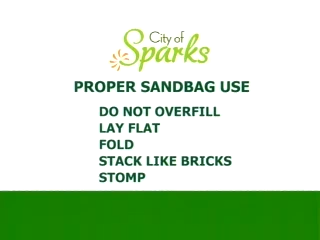 City of
Sparks
PROPER SANDBAG USE
DO NOT OVERFILL
LAY FLAT
FOLD
STACK LIKE BRICKS
STOMP